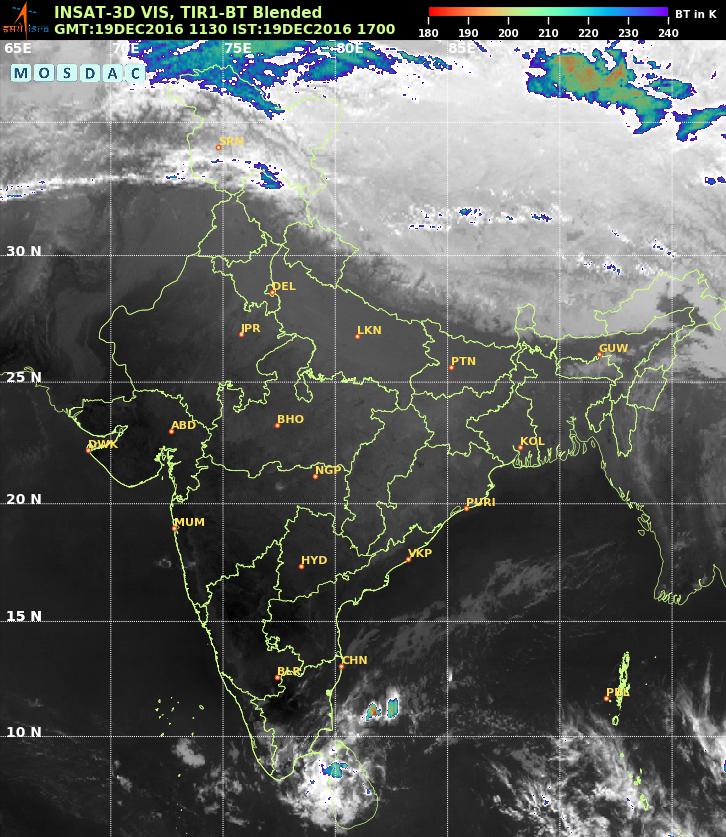 INSAT-3D VIS, TIR1-BT Blended
GMT:19DEC2016 1130 IST:19DEC2016 1700
BT in K
180 190 200 210 220 230 240
65E 70E 75E 80E 85E
MOSDAC
SRN
30 N
DEL
JPR
LKN
GUW
PTN
25 N
ABD
BHO
DWK
KOL
NGP
20 N
PURI
MUM
VKP
HYD
15 N
CHN
BLR
PBL
10 N